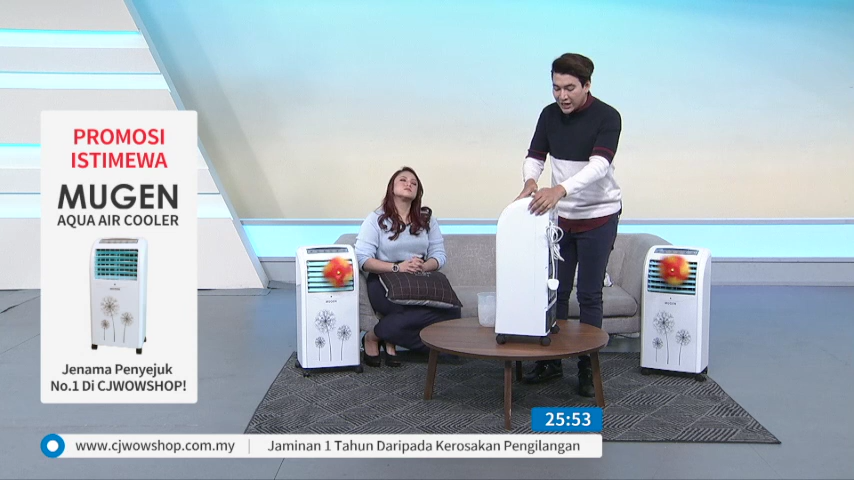 PROMOSI
ISTIMEWA
MUGEN
AQUA AIR COOLER
Jenama Penyejuk
No.1 Di CJWOWSHOP!
25:53
www.cjwowshop.com.my
Jaminan 1 Tahun Daripada Kerosakan Pengilangan